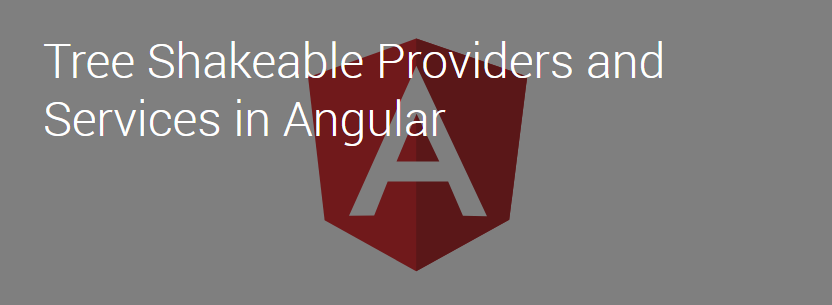 Tree Shakeable Providers and
Services in Angular
A